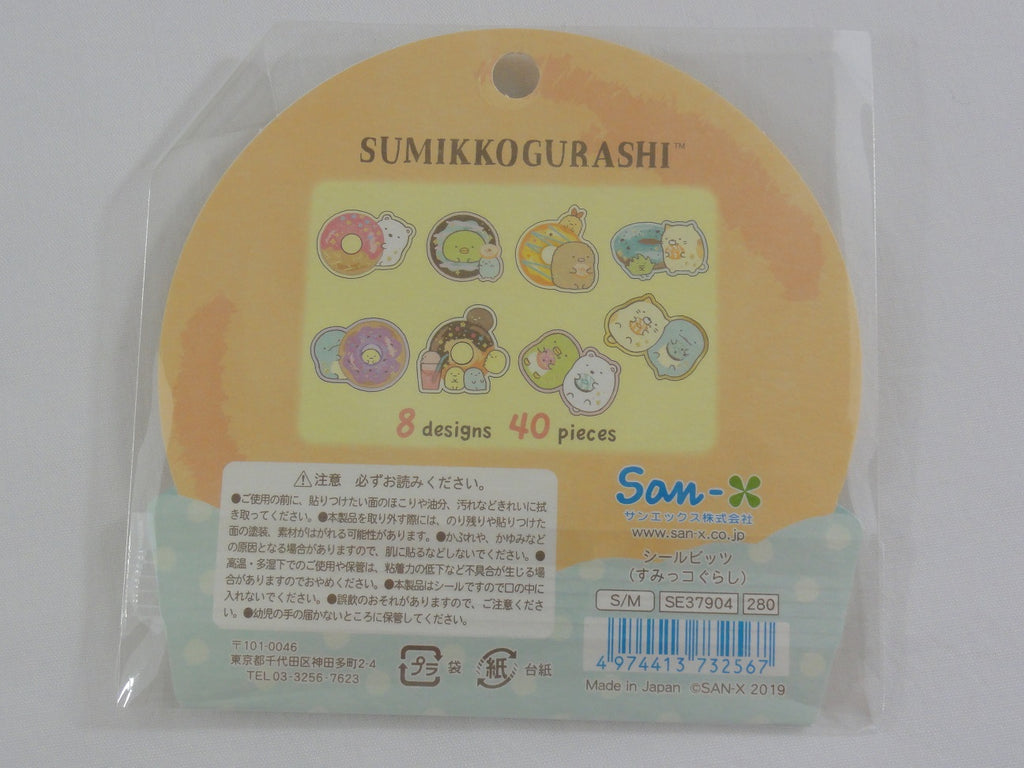 SUMIKKOGURASHI™
8 designs 40 pieces
⚠注意 必ずお読みください。
●ご使用の前に、貼りつけたい面のほこりや油分、汚れなどきれいに拭
き取ってください。●本製品を取り外す際には、のり残りや貼りつけた
面の塗装、素材がはがれる可能性があります。●かぶれや、かゆみなど
の原因となる場合がありますので、肌に貼るなどしないでください。●
高温・多湿下でのご使用や保管は、粘着力の低下など不具合が生じる場
合がありますのでおやめください。●本製品はシールですので口の中に
入れないでください。●誤飲のおそれがありますので、ご注意くださ
い。●幼児の手の届かないところに保管してください。
〒101-0046
東京都千代田区神田多町2-4
TEL 03-3256-7623
プラ 袋 紙 台紙
San-X
サンエックス株式会社
www.san-x.co.jp
シールビッツ
(すみっコぐらし)
S/M SE37904 280
4 974413 732567
Made in Japan ©SAN-X 2019